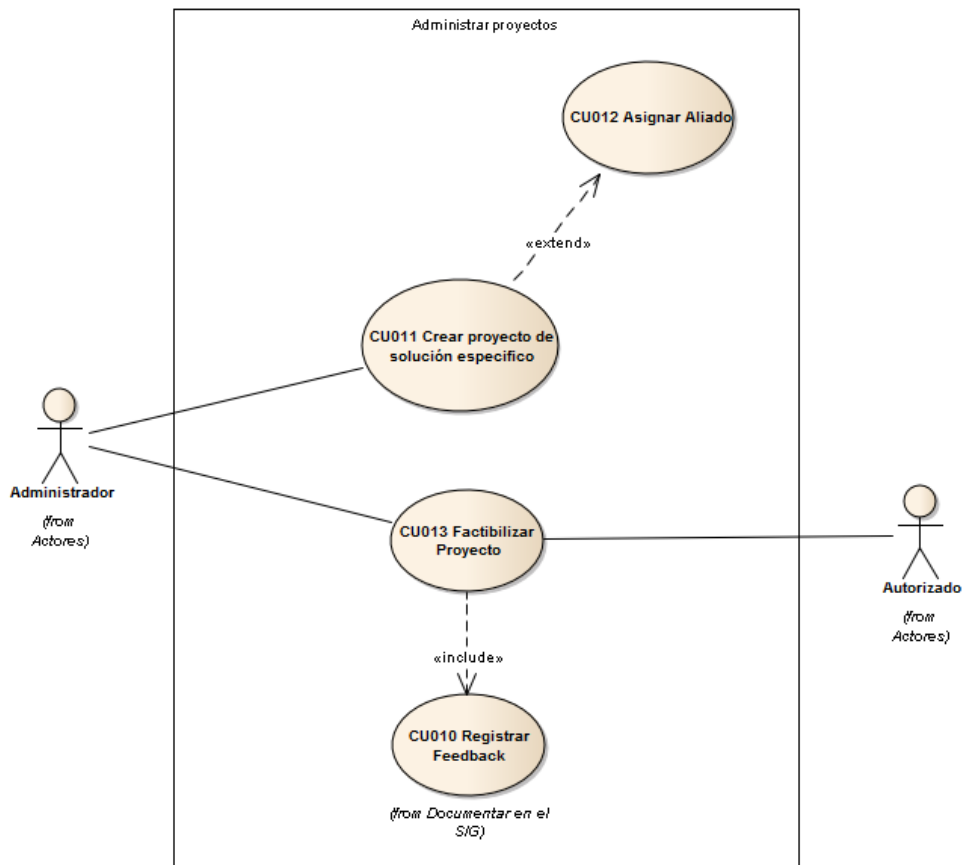 Administrar proyectos
CU012 Asignar Aliado
«extend»
CU011 Crear proyecto de
solución especifico
Administrador
(from
Actores)
CU013 Factibilizar
Proyecto
Autorizado
(from
Actores)
«include»
CU010 Registrar
Feedback
(from Documentar en el
SIG)